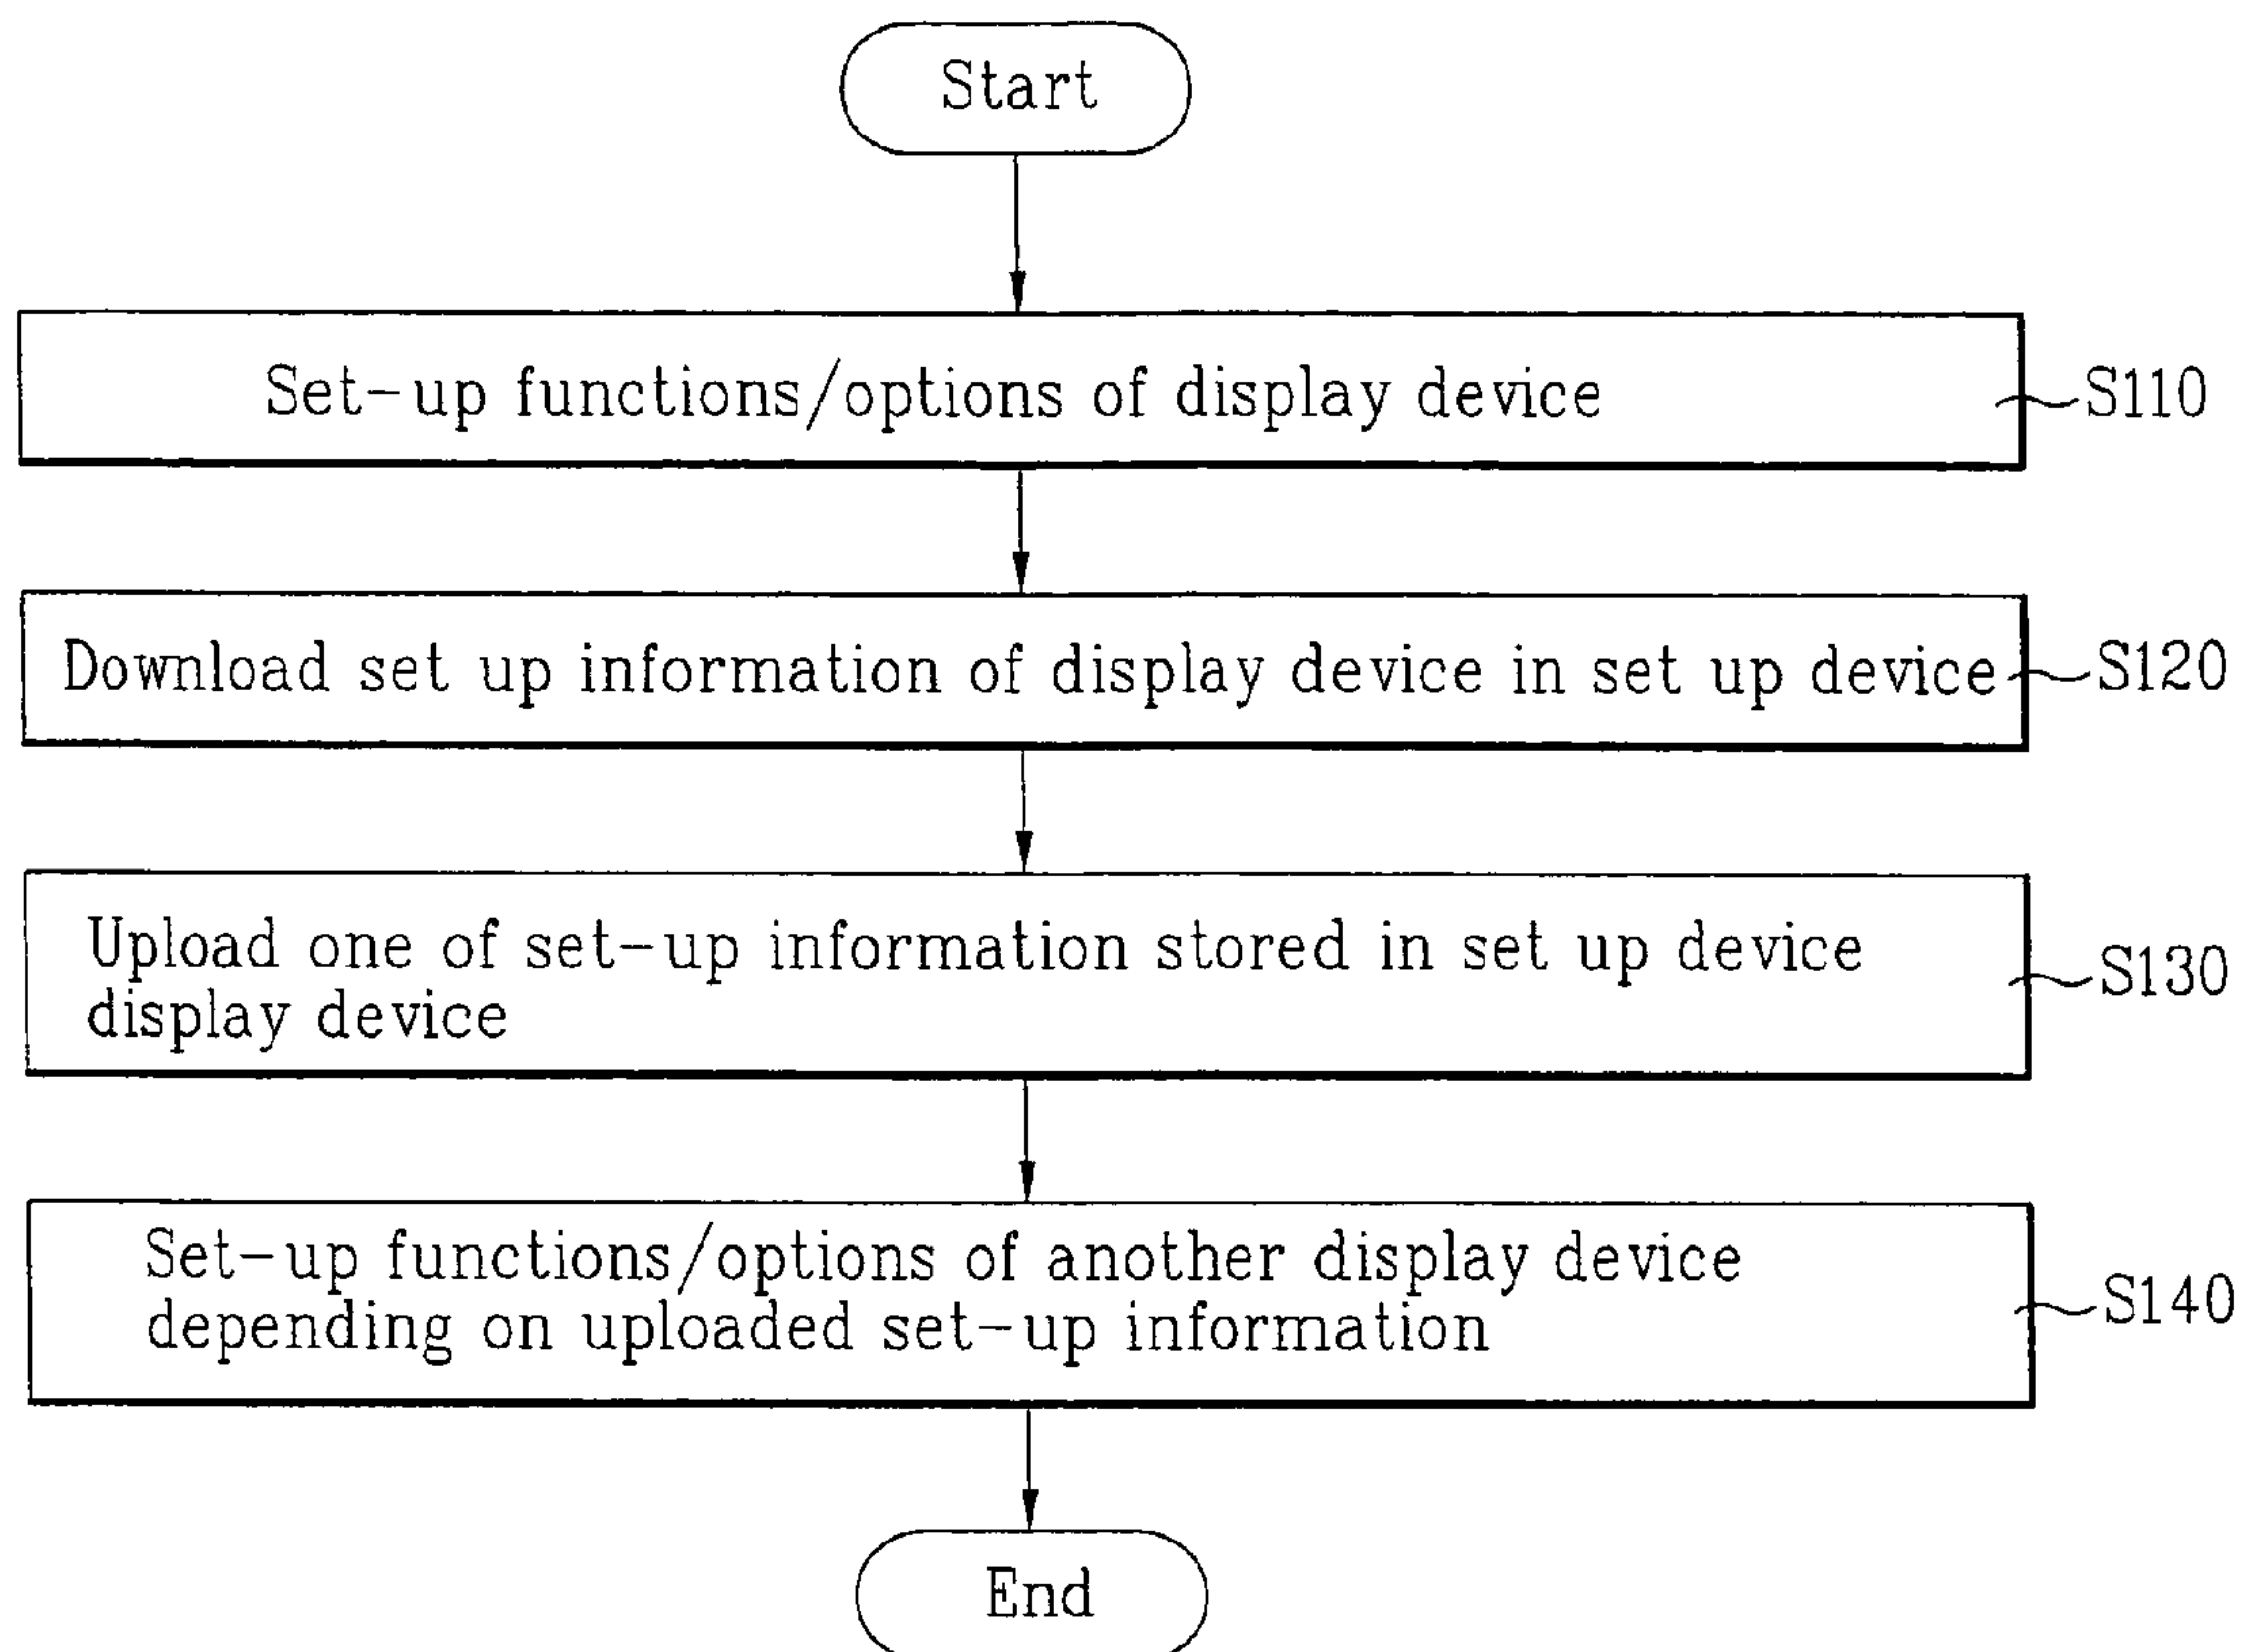 Start
Set-up functions/options of display device
S110
Download set up information of display device in set up device
S120
Upload one of set-up information stored in set up device
display device
S130
Set-up functions/options of another display device
depending on uploaded set-up information
S140
End